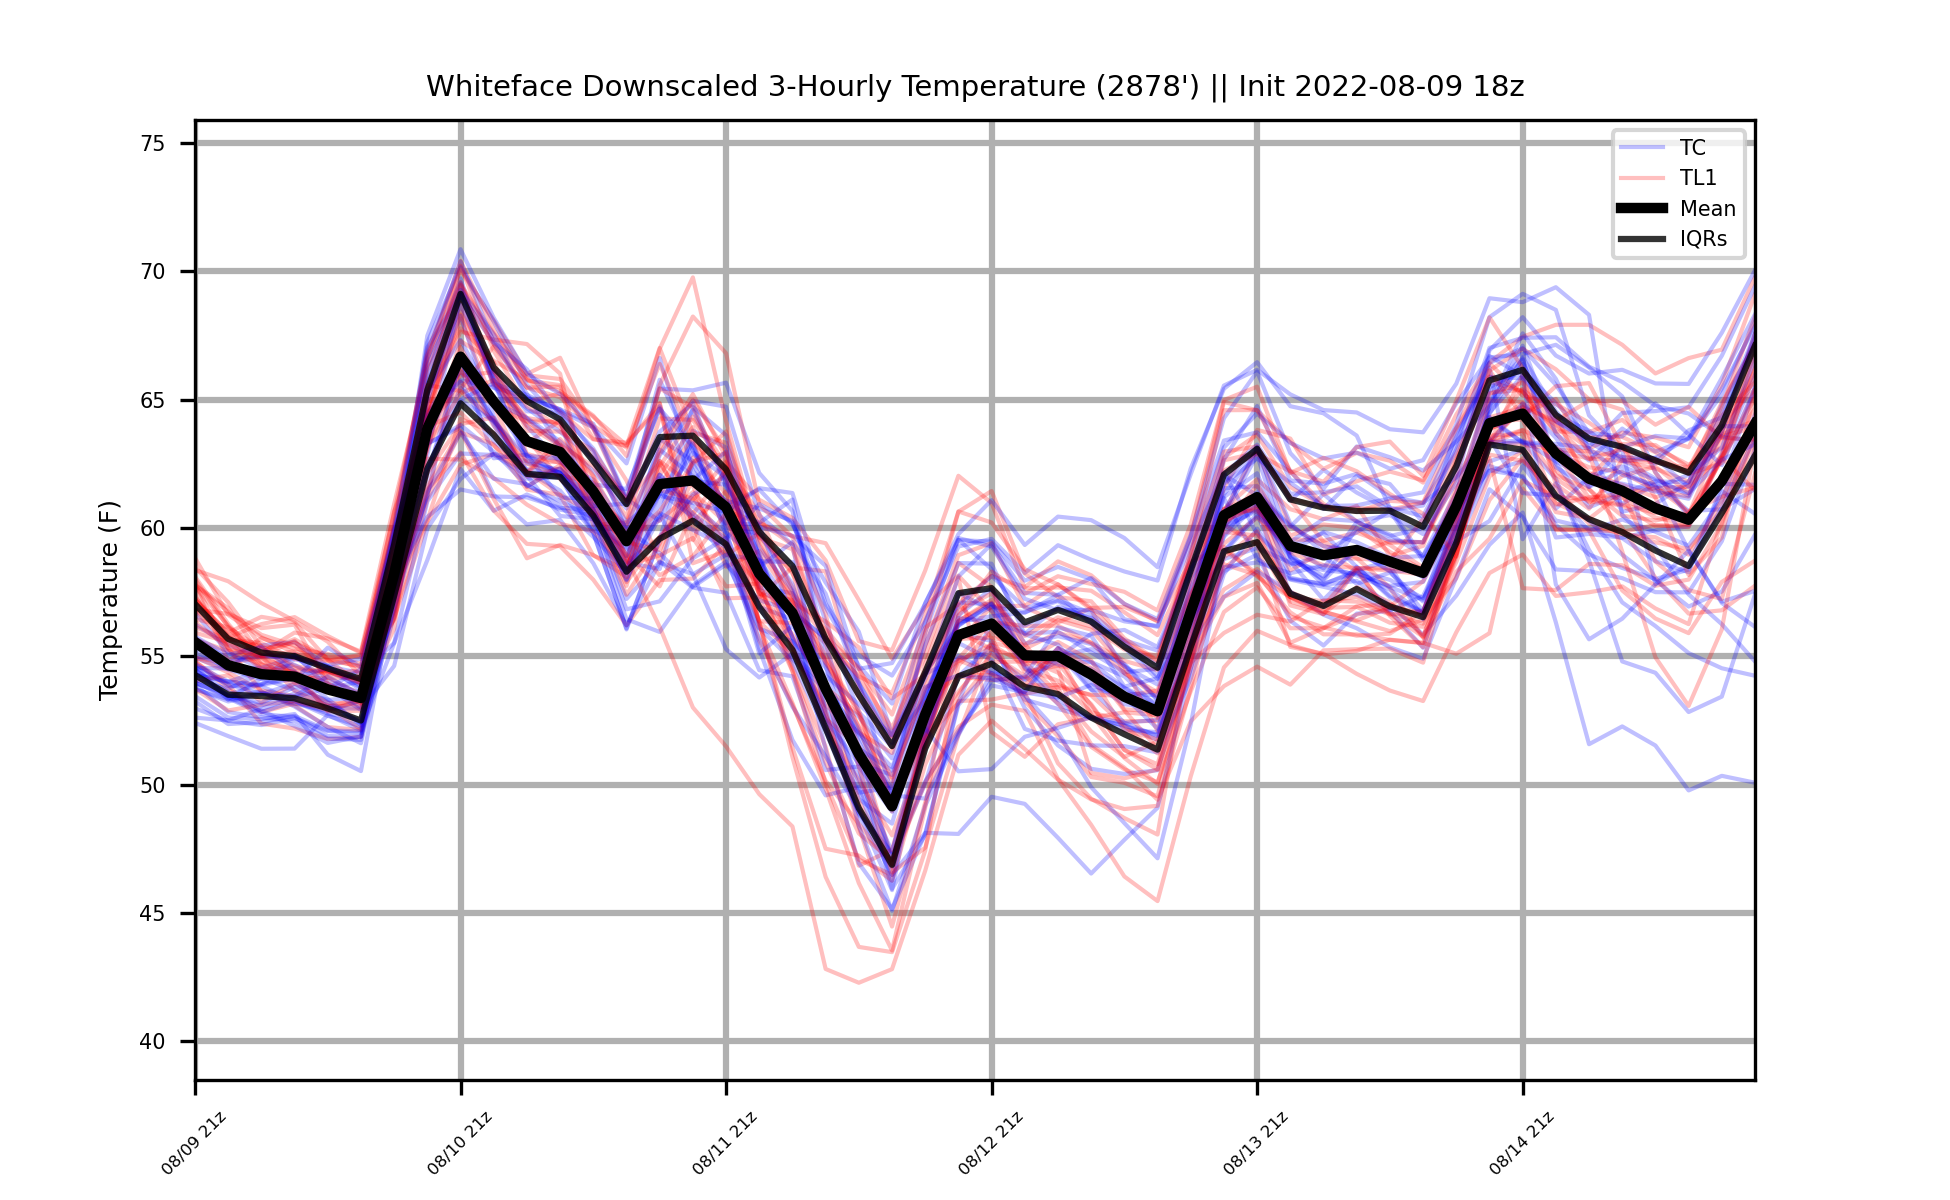 Whiteface Downscaled 3-Hourly Temperature (2878') || Init 2022-08-09 18z
TC
TL1
Mean
IQRs
Temperature (F)
75
70
65
60
55
50
45
40
08/09 21z
08/10 21z
08/11 21z
08/12 21z
08/13 21z
08/14 21z